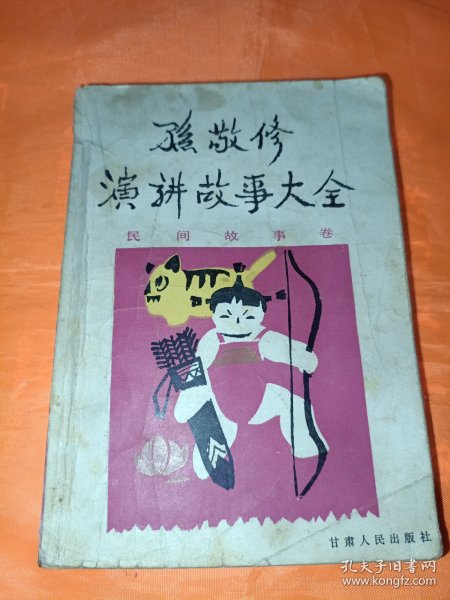 孙敬修
演讲故事大全
民间故事卷
甘肃人民出版社
孔夫子旧书网
www.kongfz.com